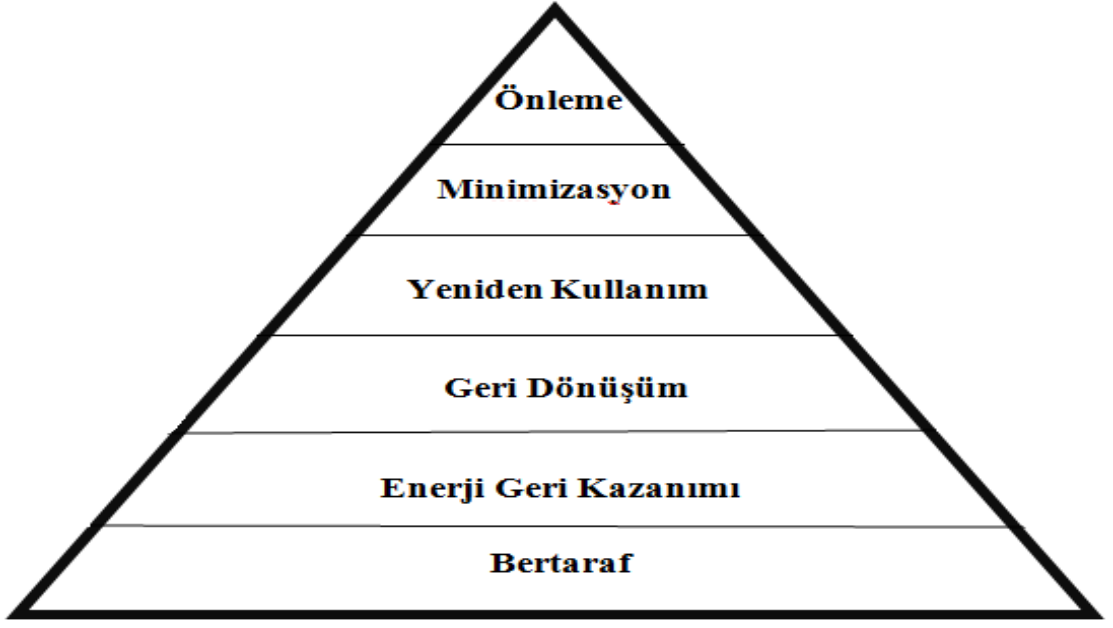 Önleme
Minimizasyon
Yeniden Kullanım
Geri Dönüşüm
Enerji Geri Kazanımı
Bertaraf